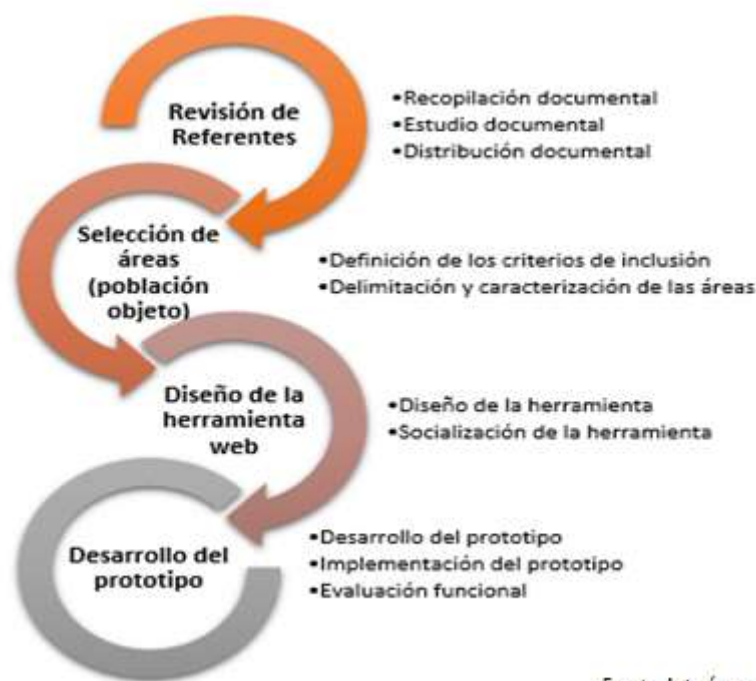 Revisión de
Referentes
•Recopilación documental
•Estudio documental
•Distribución documental
Selección de
áreas
(población
objeto)
•Definición de los criterios de inclusión
•Delimitación y caracterización de las áreas
Diseño de la
herramienta
web
•Diseño de la herramienta
•Socialización de la herramienta
Desarrollo del
prototipo
•Desarrollo del prototipo
•Implementación del prototipo
•Evaluación funcional